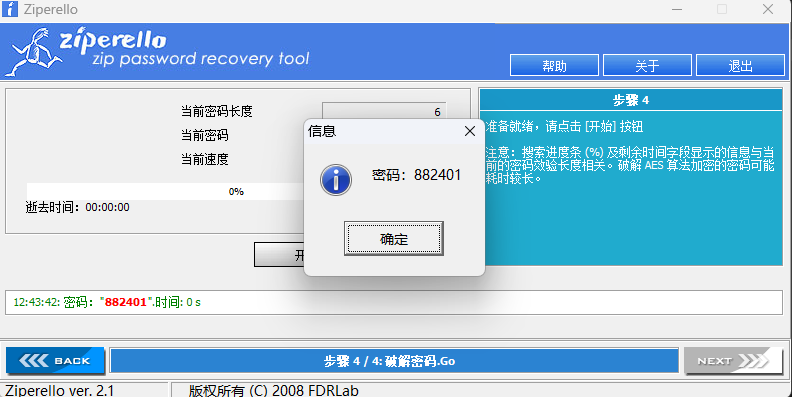 Ziperello
ziperello
zip password recovery tool
帮助
关于
退出
当前密码长度
6
当前密码
当前速度
0%
逝去时间：00:00:00
开
步骤 4
准备就绪，请点击 [开始] 按钮
注意：搜索进度条 (%) 及剩余时间字段显示的信息与当
前的密码效验长度相关。破解 AES 算法加密的密码可能
耗时较长。
信息
密码：882401
确定
12:43:42: 密码："882401".时间: 0 s
BACK
步骤 4 / 4: 破解密码.Go
NEXT
Ziperello ver. 2.1
版权所有 (C) 2008 FDRLab